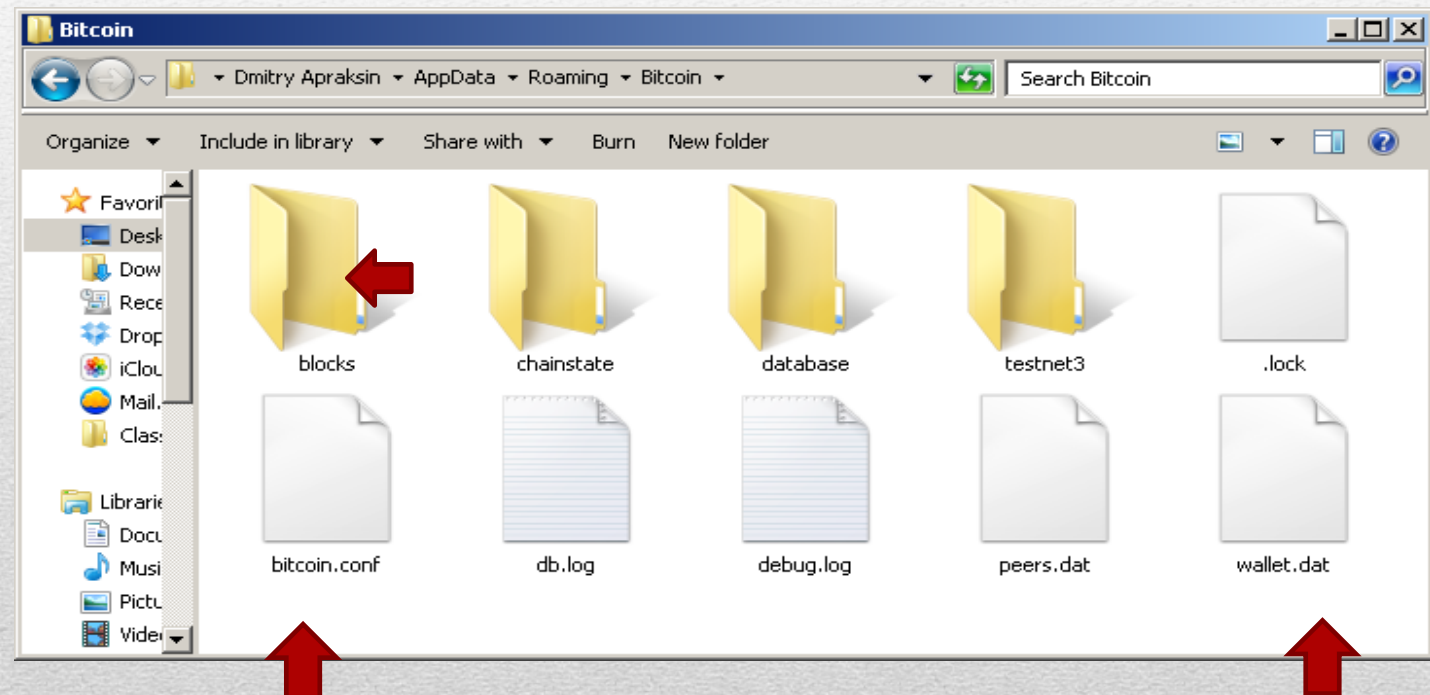 Bitcoin
Dmitry Apraksin AppData Roaming Bitcoin Search Bitcoin
Organize Include in library Share with Burn New folder
Favorit
Desk
Dow
Rece
Drop
iClou
Mail.
Clas
Librarie
Docu
Musi
Pictu
Vide
blocks chainstate database testnet3 .lock
bitcoin.conf db.log debug.log peers.dat wallet.dat